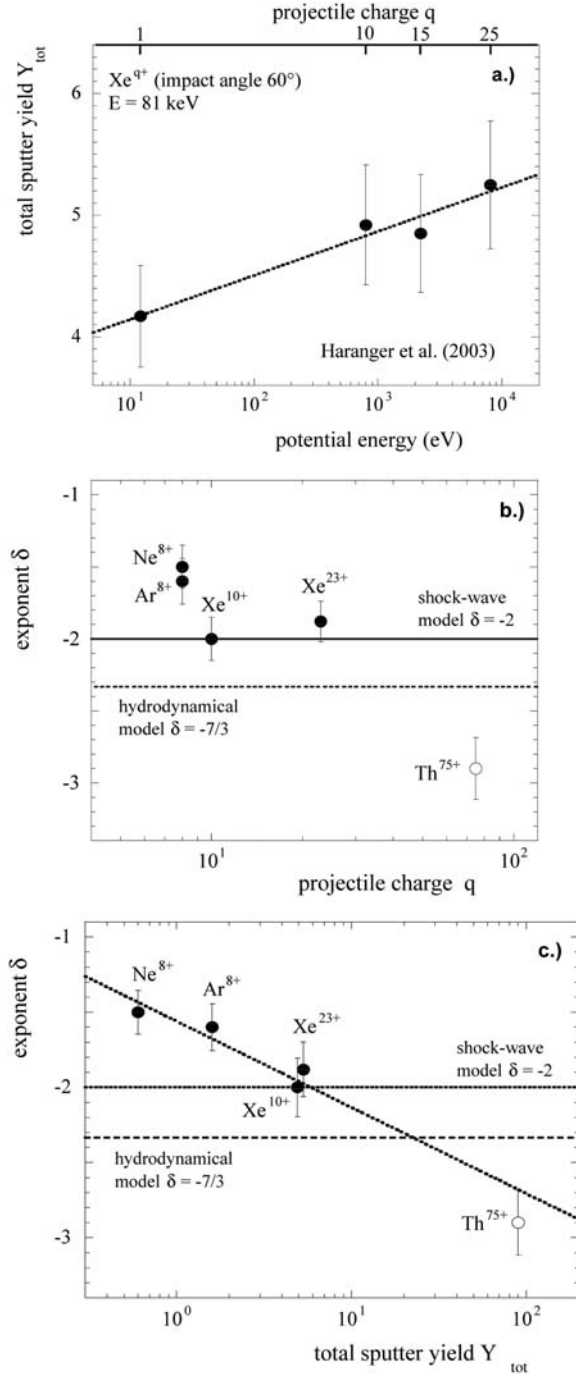 projectile charge q
1 10 15 25
a.)
Xe^q+ (impact angle 60°)
E = 81 keV
total sputter yield Y_tot
6
5
4
Haranger et al. (2003)
10^1 10^2 10^3 10^4
potential energy (eV)
b.)
-1
Ne^8+
Ar^8+
Xe^10+
Xe^23+
shock-wave
model δ = -2
exponent δ
-2
hydrodynamical
model δ = -7/3
Th^75+
-3
10^1 10^2
projectile charge q
c.)
-1
Ne^8+
Ar^8+
Xe^23+
exponent δ
shock-wave
model δ = -2
-2
Xe^10+
hydrodynamical
model δ = -7/3
Th^75+
-3
10^0 10^1 10^2
total sputter yield Y_tot